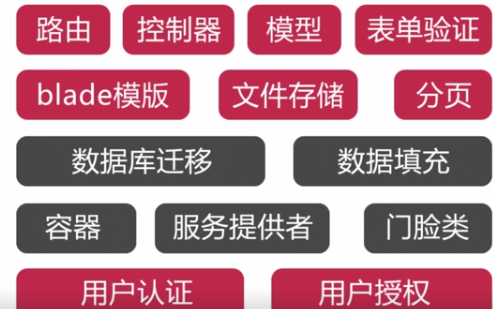 路由 控制器 模型 表单验证
blade模版 文件存储 分页
数据库迁移 数据填充
容器 服务提供者 门脸类
用户认证 用户授权